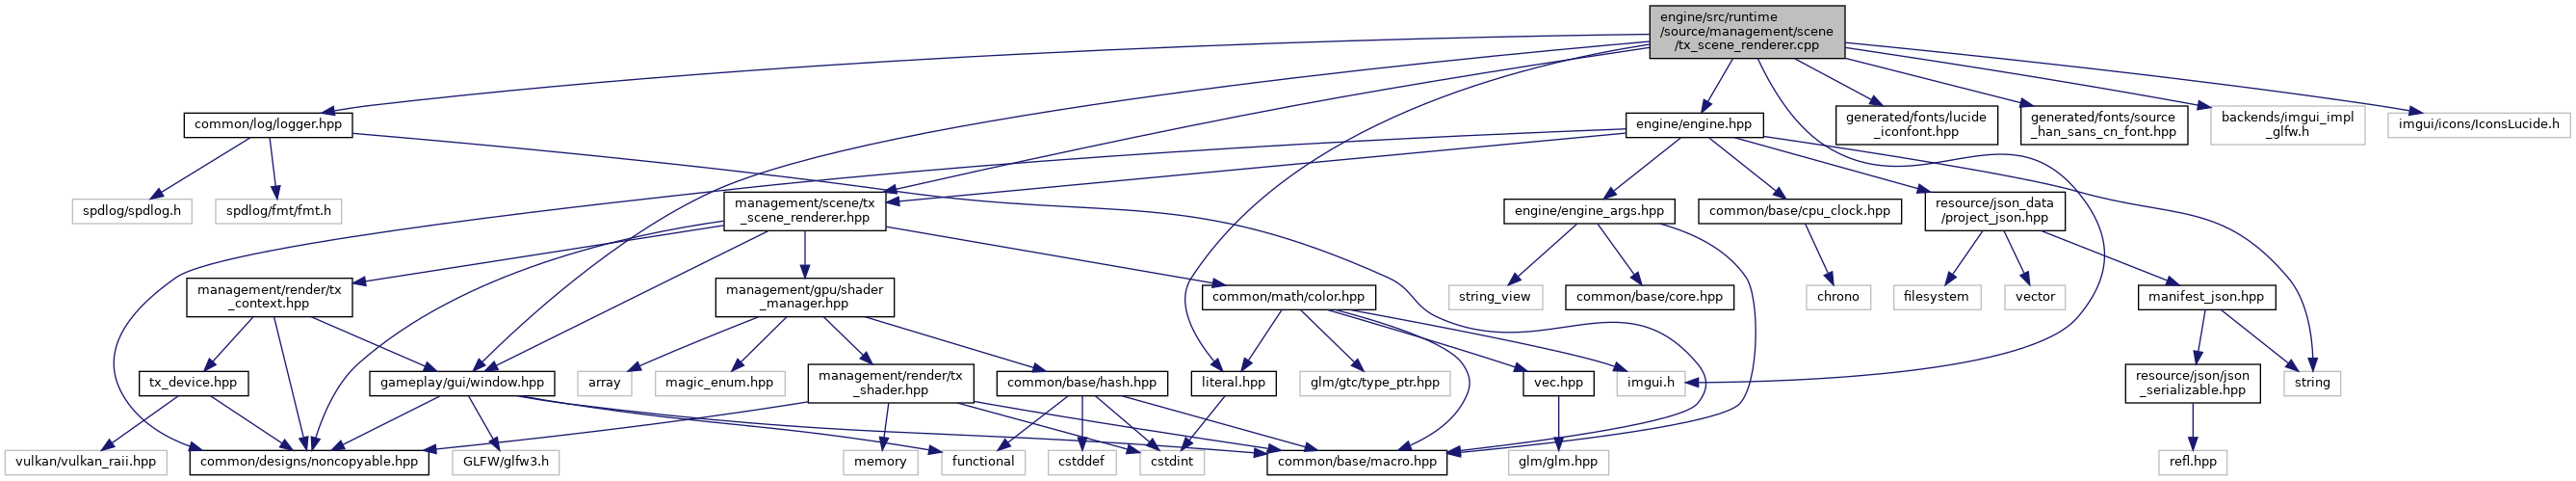 engine/src/runtime
/source/management/scene
/tx_scene_renderer.cpp
common/log/logger.hpp
engine/engine.hpp
generated/fonts/lucide
_iconfont.hpp
generated/fonts/source
_han_sans_cn_font.hpp
backends/imgui_impl
_glfw.h
imgui/icons/IconsLucide.h
spdlog/spdlog.h
spdlog/fmt/fmt.h
management/scene/tx
_scene_renderer.hpp
engine/engine_args.hpp
common/base/cpu_clock.hpp
resource/json_data
/project_json.hpp
management/render/tx
_context.hpp
management/gpu/shader
_manager.hpp
common/math/color.hpp
string_view
common/base/core.hpp
chrono
filesystem
vector
manifest_json.hpp
tx_device.hpp
gameplay/gui/window.hpp
array
magic_enum.hpp
management/render/tx
_shader.hpp
common/base/hash.hpp
literal.hpp
glm/gtc/type_ptr.hpp
vec.hpp
imgui.h
resource/json/json
_serializable.hpp
string
vulkan/vulkan_raii.hpp
common/designs/noncopyable.hpp
GLFW/glfw3.h
memory
functional
cstddef
cstdint
common/base/macro.hpp
glm/glm.hpp
refl.hpp